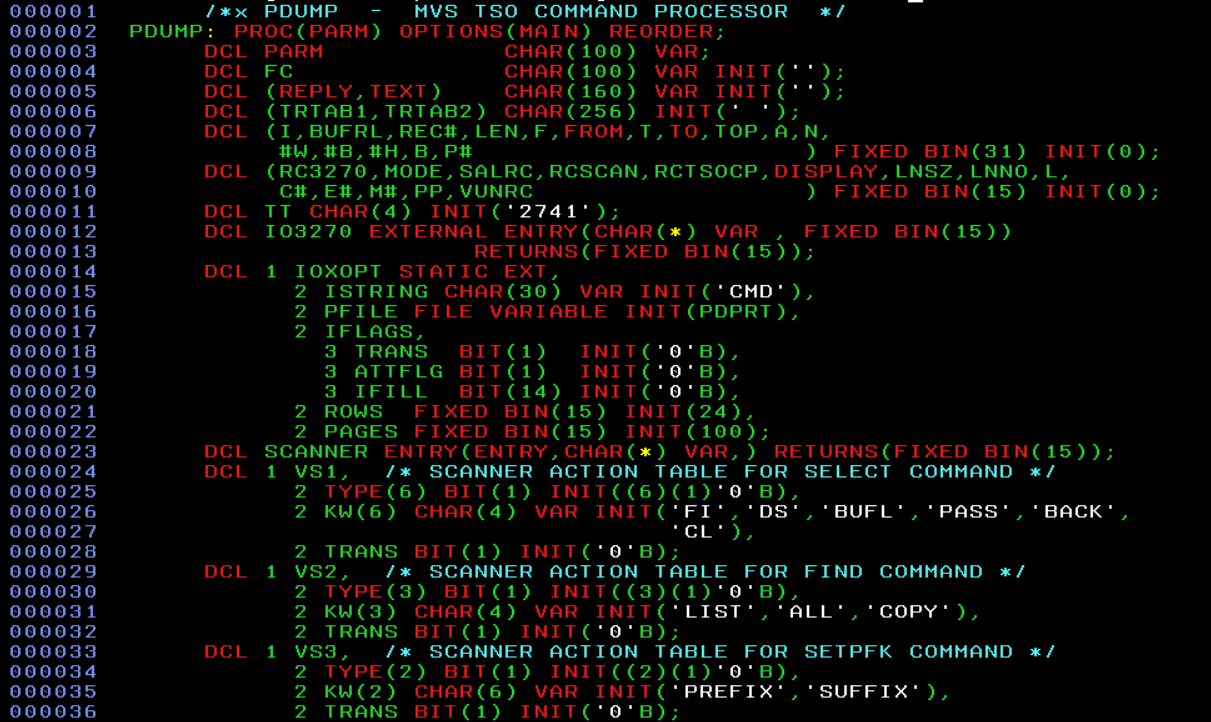 000001        /*x PDUMP  -  MVS TSO COMMAND PROCESSOR  */
000002   PDUMP: PROC(PARM) OPTIONS(MAIN) REORDER;
000003        DCL PARM            CHAR(100) VAR;
000004        DCL FC              CHAR(100) VAR INIT('');
000005        DCL (REPLY,TEXT)    CHAR(160) VAR INIT('');
000006        DCL (TRTAB1,TRTAB2) CHAR(256) INIT(' ');
000007        DCL (I,BUFRL,REC#,LEN,F,FROM,T,TO,TOP,A,N,
000008             #W,#B,#H,B,P#                      ) FIXED BIN(31) INIT(0);
000009        DCL (RC3270,MODE,SALRC,RCSCAN,RCTSOCP,DISPLAY,LNSZ,LNNO,L,
000010             C#,E#,M#,PP,VUNRC                  ) FIXED BIN(15) INIT(0);
000011        DCL TT CHAR(4) INIT('2741');
000012        DCL IO3270 EXTERNAL ENTRY(CHAR(*) VAR , FIXED BIN(15))
000013                          RETURNS(FIXED BIN(15));
000014        DCL 1 IOXOPT STATIC EXT,
000015              2 ISTRING CHAR(30) VAR INIT('CMD'),
000016              2 PFILE FILE VARIABLE INIT(PDPRT),
000017              2 IFLAGS,
000018                3 TRANS  BIT(1)  INIT('0'B),
000019                3 ATTFLG BIT(1)  INIT('0'B),
000020                3 IFILL  BIT(14) INIT('0'B),
000021              2 ROWS  FIXED BIN(15) INIT(24),
000022              2 PAGES FIXED BIN(15) INIT(100);
000023        DCL SCANNER ENTRY(ENTRY,CHAR(*) VAR,) RETURNS(FIXED BIN(15));
000024        DCL 1 VS1,  /* SCANNER ACTION TABLE FOR SELECT COMMAND */
000025              2 TYPE(6) BIT(1) INIT((6)(1)'0'B),
000026              2 KW(6) CHAR(4) VAR INIT('FI','DS','BUFL','PASS','BACK',
000027                                       'CL'),
000028              2 TRANS BIT(1) INIT('0'B);
000029        DCL 1 VS2,  /* SCANNER ACTION TABLE FOR FIND COMMAND */
000030              2 TYPE(3) BIT(1) INIT((3)(1)'0'B),
000031              2 KW(3) CHAR(4) VAR INIT('LIST','ALL','COPY'),
000032              2 TRANS BIT(1) INIT('0'B);
000033        DCL 1 VS3,  /* SCANNER ACTION TABLE FOR SETPFK COMMAND */
000034              2 TYPE(2) BIT(1) INIT((2)(1)'0'B),
000035              2 KW(2) CHAR(6) VAR INIT('PREFIX','SUFFIX'),
000036              2 TRANS BIT(1) INIT('0'B);